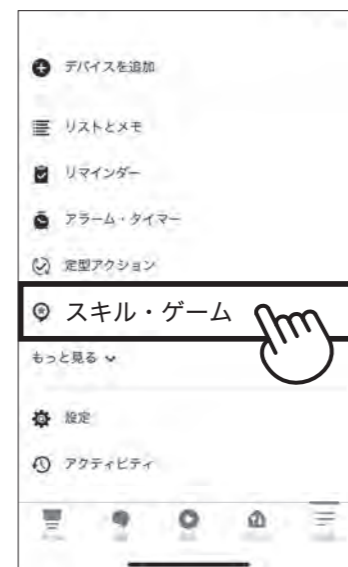 デバイスを追加
リストとメモ
リマインダー
アラーム・タイマー
定型アクション
スキル・ゲーム
もっと見る
設定
アクティビティ